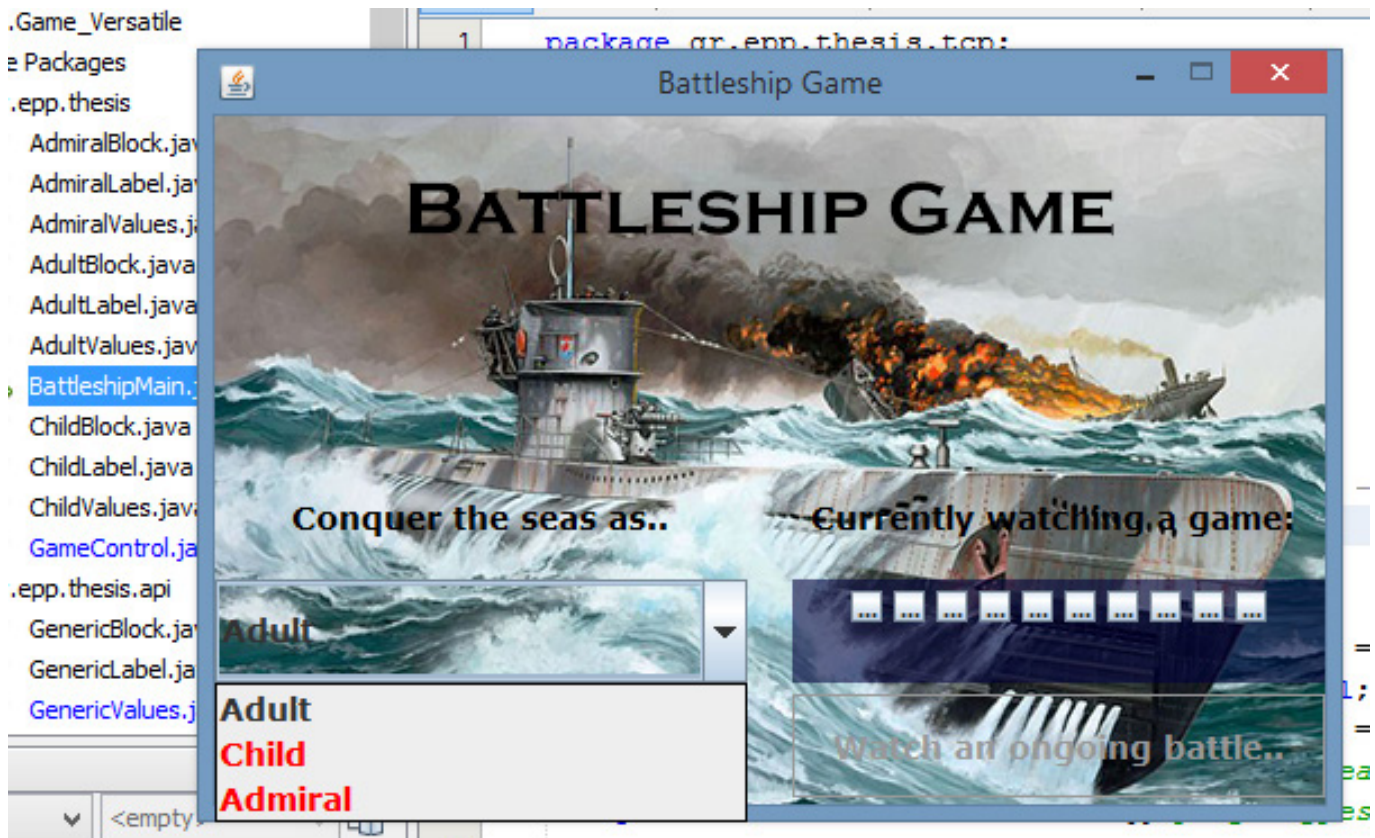 .Game_Versatile
e Packages
.epp.thesis
AdmiralBlock.jav
AdmiralLabel.jav
AdmiralValues.ja
AdultBlock.java
AdultLabel.java
AdultValues.jav
BattleshipMain.j
ChildBlock.java
ChildLabel.java
ChildValues.java
GameControl.ja
.epp.thesis.api
GenericBlock.jav
GenericLabel.ja
GenericValues.j
<empty>
1 package gr.epp.thesis.tcp;
Battleship Game
BATTLESHIP GAME
Conquer the seas as..
Currently watching a game:
Adult
... ... ... ... ... ... ... ... ... ...
Adult
Child
Admiral
Watch an ongoing battle..
=
1;
=
ea
es